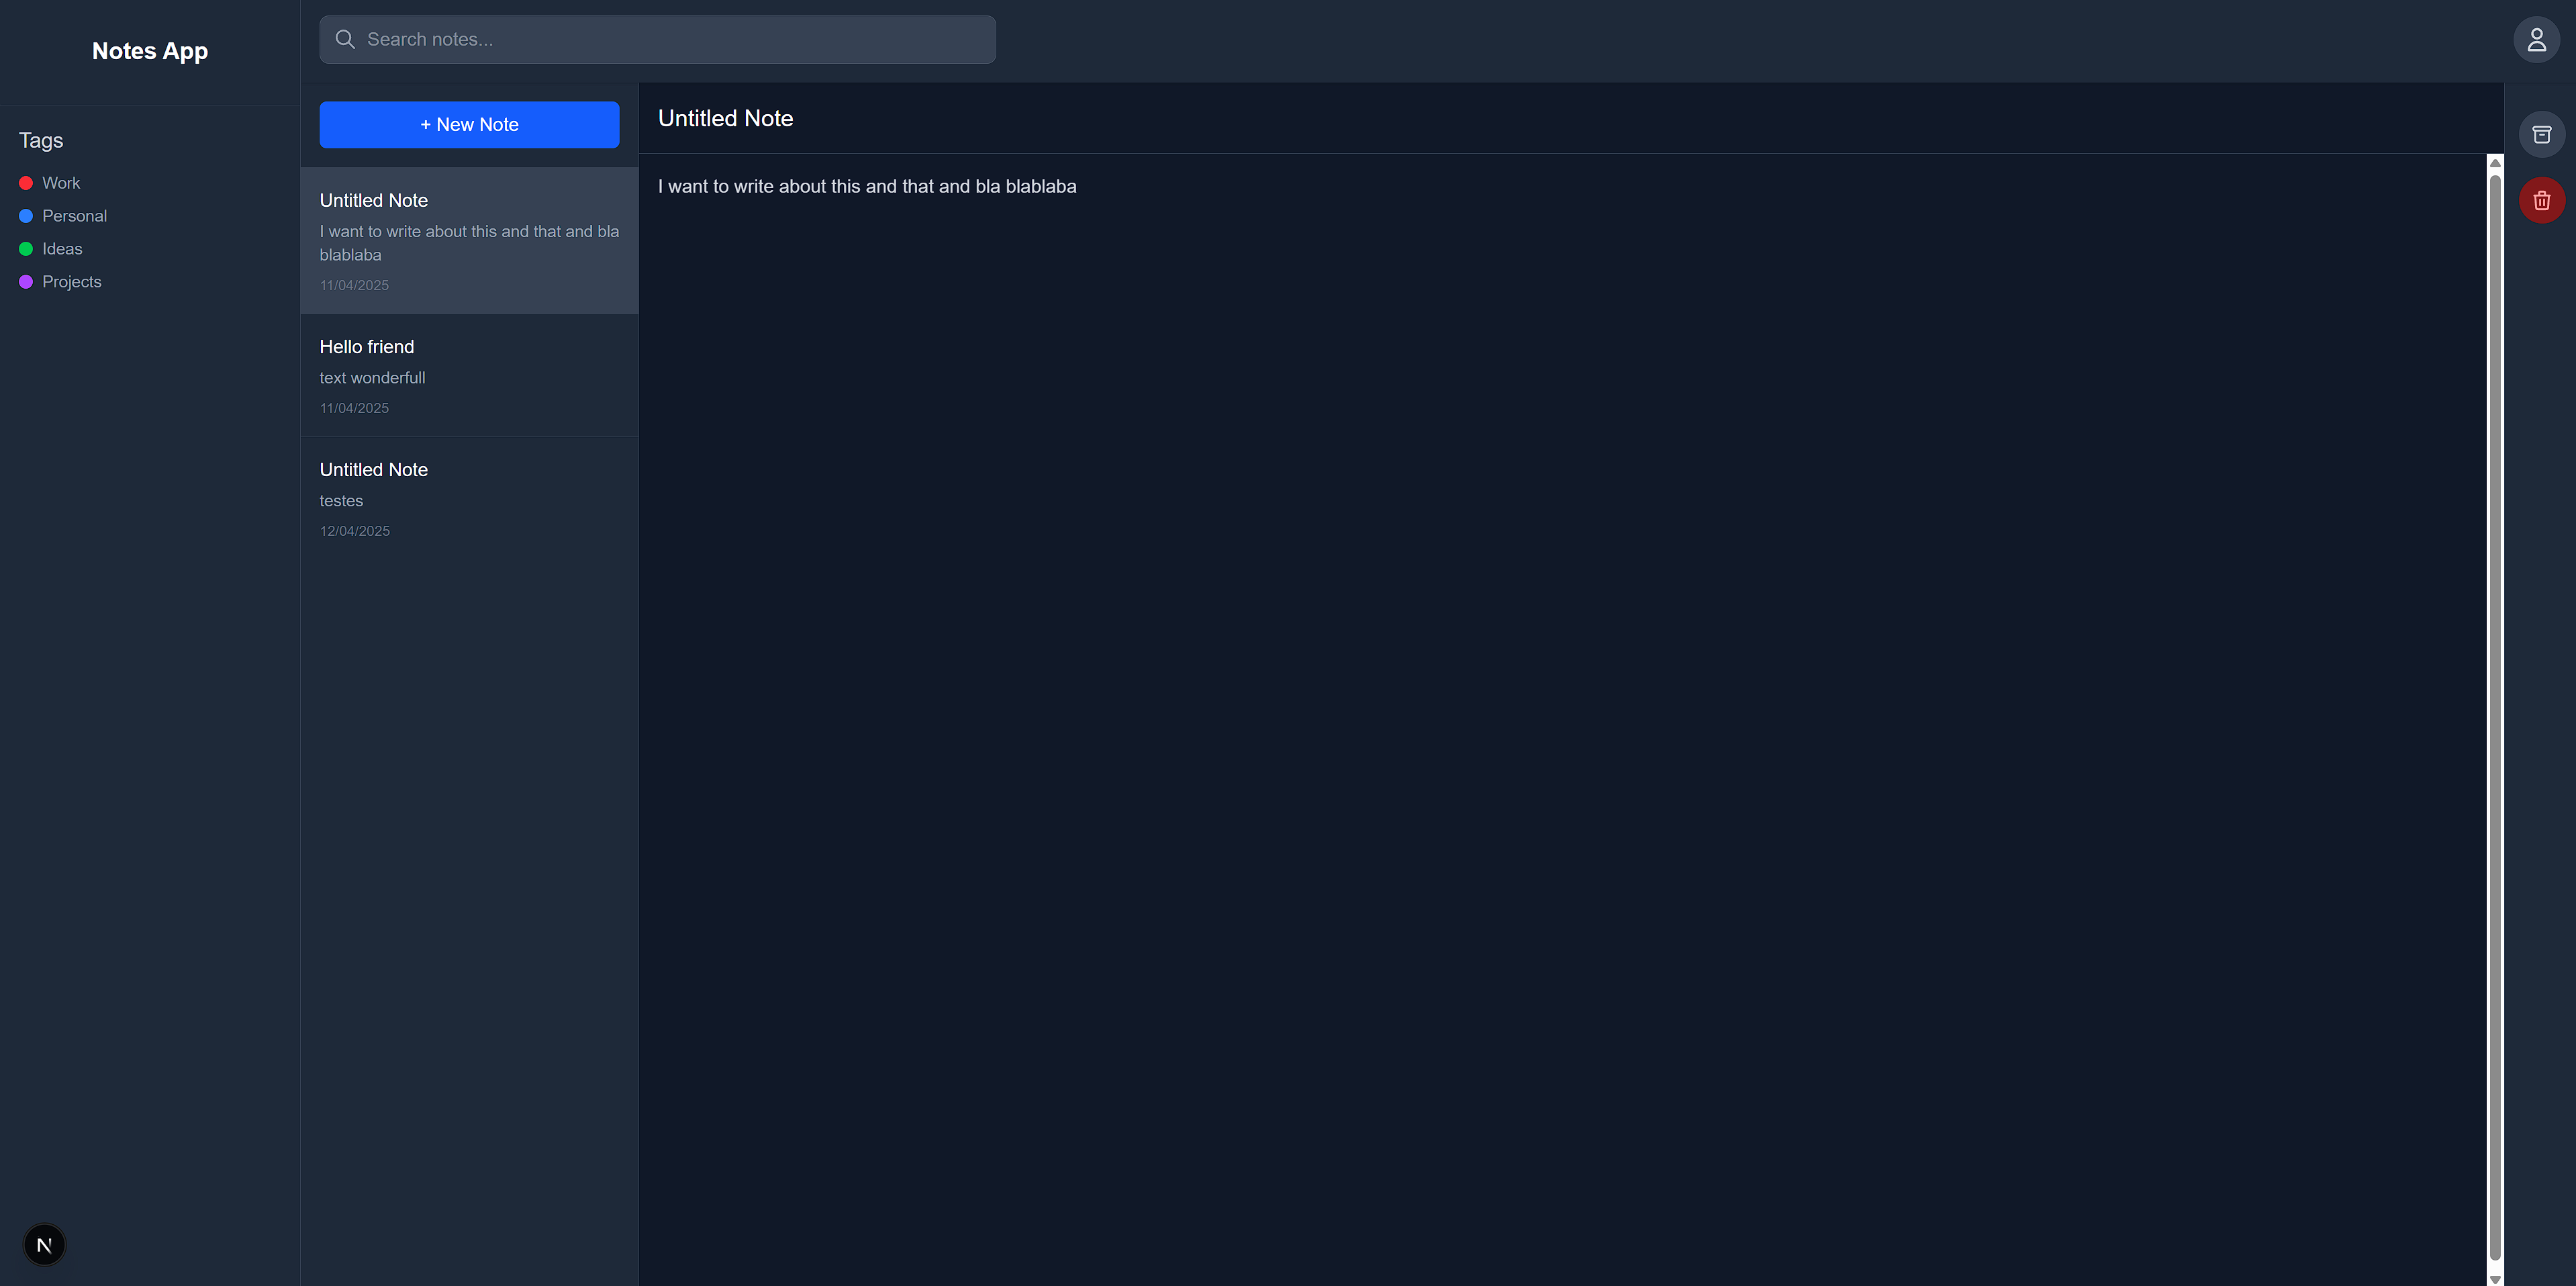 Notes App
Search notes...
Tags
Work
Personal
Ideas
Projects
+ New Note
Untitled Note
I want to write about this and that and bla
blablaba
11/04/2025
Hello friend
text wonderfull
11/04/2025
Untitled Note
testes
12/04/2025
Untitled Note
I want to write about this and that and bla blablaba
N